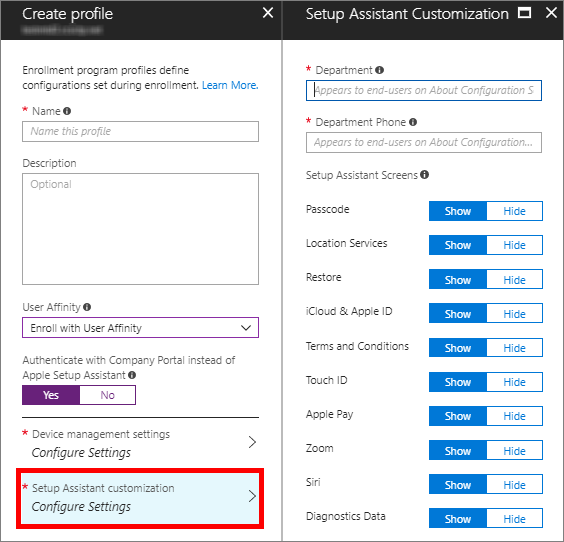 Create profile
Enrollment program profiles define
configurations set during enrollment. Learn More.
* Name
Name this profile
Description
Optional
User Affinity
Enroll with User Affinity
Authenticate with Company Portal instead of
Apple Setup Assistant
Yes No
* Device management settings
Configure Settings
* Setup Assistant customization
Configure Settings
Setup Assistant Customization
* Department
Appears to end-users on About Configuration S
* Department Phone
Appears to end-users on About Configuration...
Setup Assistant Screens
Passcode Show Hide
Location Services Show Hide
Restore Show Hide
iCloud & Apple ID Show Hide
Terms and Conditions Show Hide
Touch ID Show Hide
Apple Pay Show Hide
Zoom Show Hide
Siri Show Hide
Diagnostics Data Show Hide